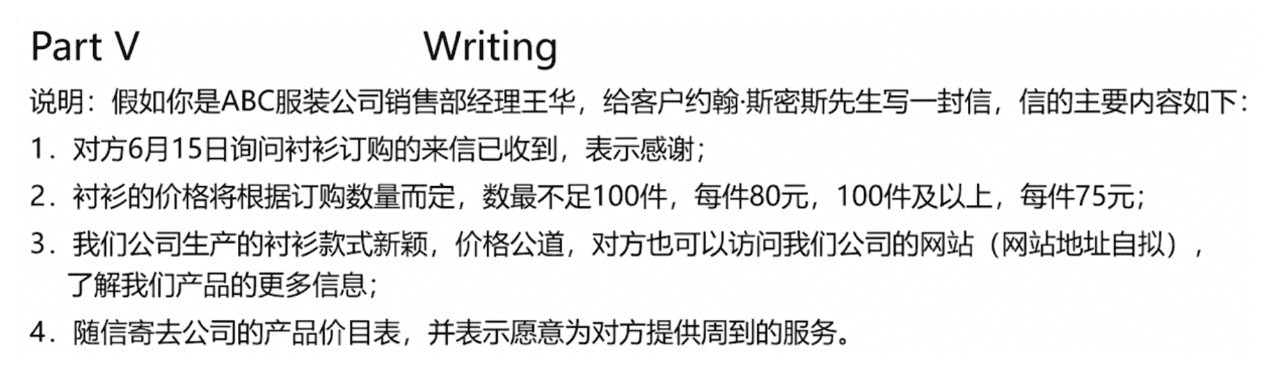 Part V Writing
说明：假如你是ABC服装公司销售部经理王华，给客户约翰·斯密斯先生写一封信，信的主要内容如下：
1．对方6月15日询问衬衫订购的来信已收到，表示感谢；
2．衬衫的价格将根据订购数量而定，数最不足100件，每件80元，100件及以上，每件75元；
3．我们公司生产的衬衫款式新颖，价格公道，对方也可以访问我们公司的网站（网站地址自拟），
了解我们产品的更多信息；
4．随信寄去公司的产品价目表，并表示愿意为对方提供周到的服务。